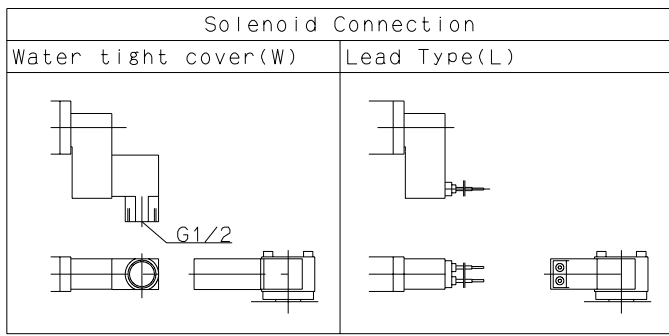 Solenoid Connection
Water tight cover(W)
Lead Type(L)
G1/2